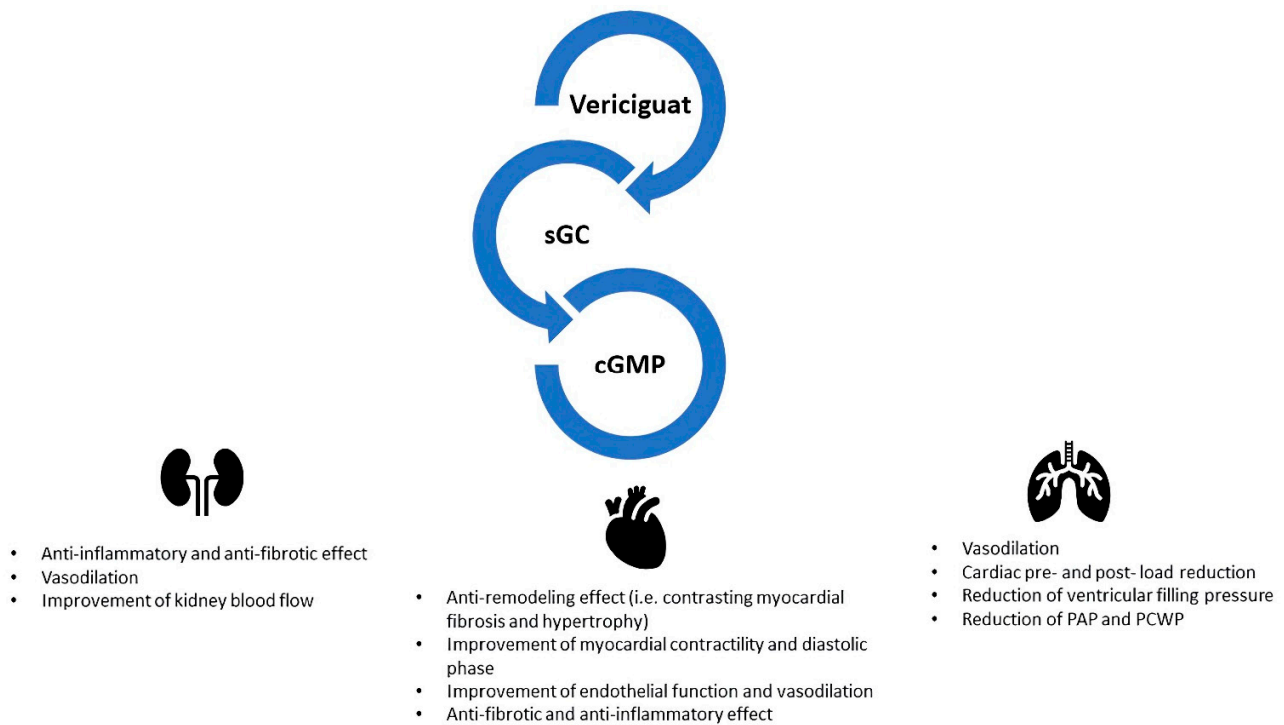 Vericiguat
sGC
cGMP
• Anti-inflammatory and anti-fibrotic effect
• Vasodilation
• Improvement of kidney blood flow
• Anti-remodeling effect (i.e. contrasting myocardial
fibrosis and hypertrophy)
• Improvement of myocardial contractility and diastolic
phase
• Improvement of endothelial function and vasodilation
• Anti-fibrotic and anti-inflammatory effect
• Vasodilation
• Cardiac pre- and post- load reduction
• Reduction of ventricular filling pressure
• Reduction of PAP and PCWP